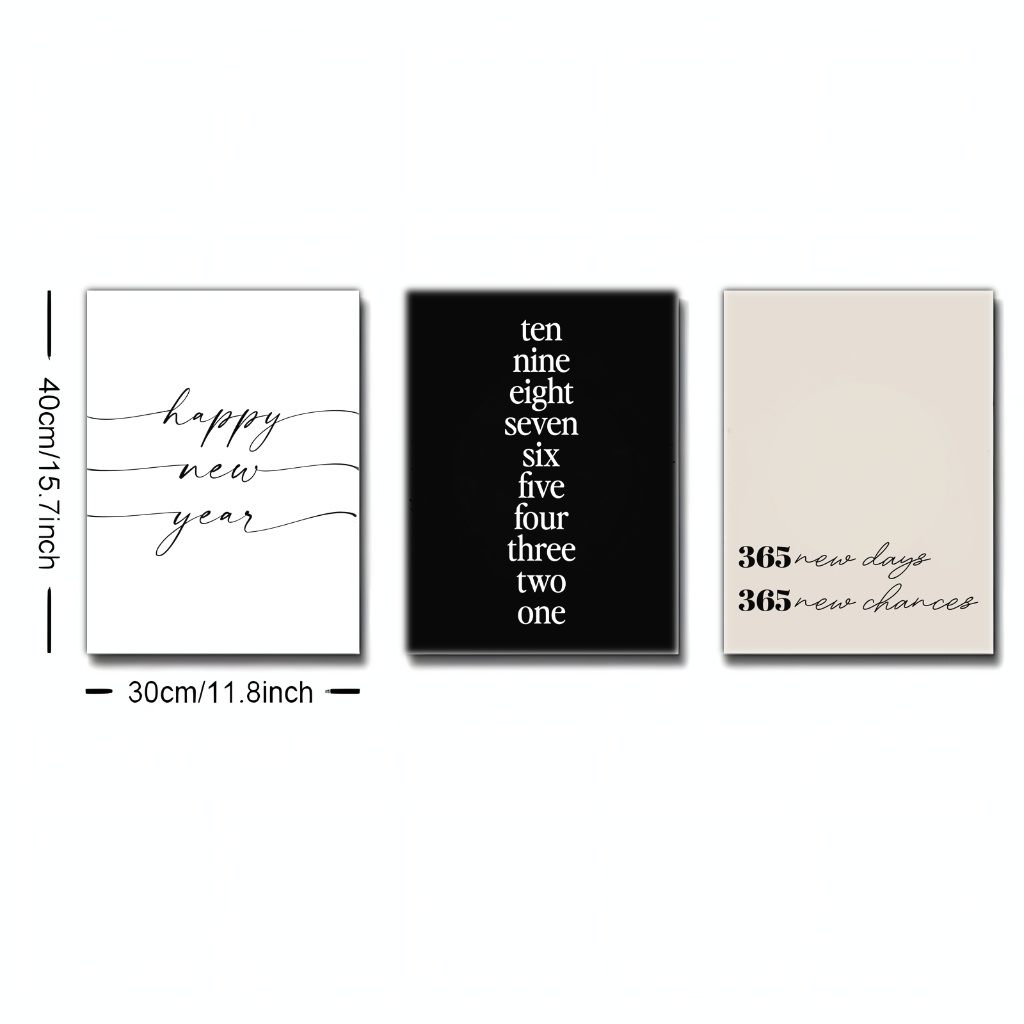 40cm/15.7inch
happy
new
year
30cm/11.8inch
ten
nine
eight
seven
six
five
four
three
two
one
365 new days
365 new chances